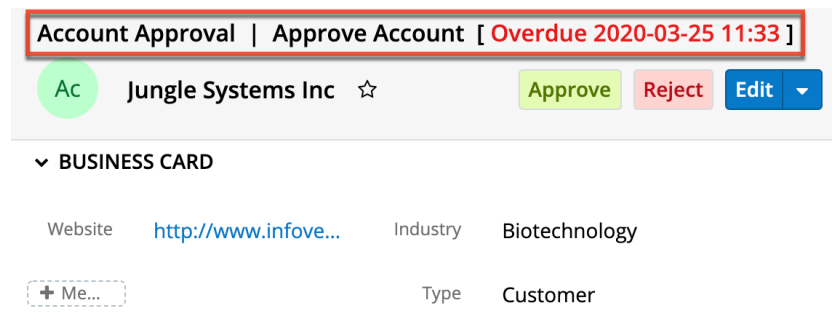 Account Approval | Approve Account [ Overdue 2020-03-25 11:33 ]
Ac Jungle Systems Inc Approve Reject Edit
BUSINESS CARD
Website http://www.infove... Industry Biotechnology
+ Me... Type Customer